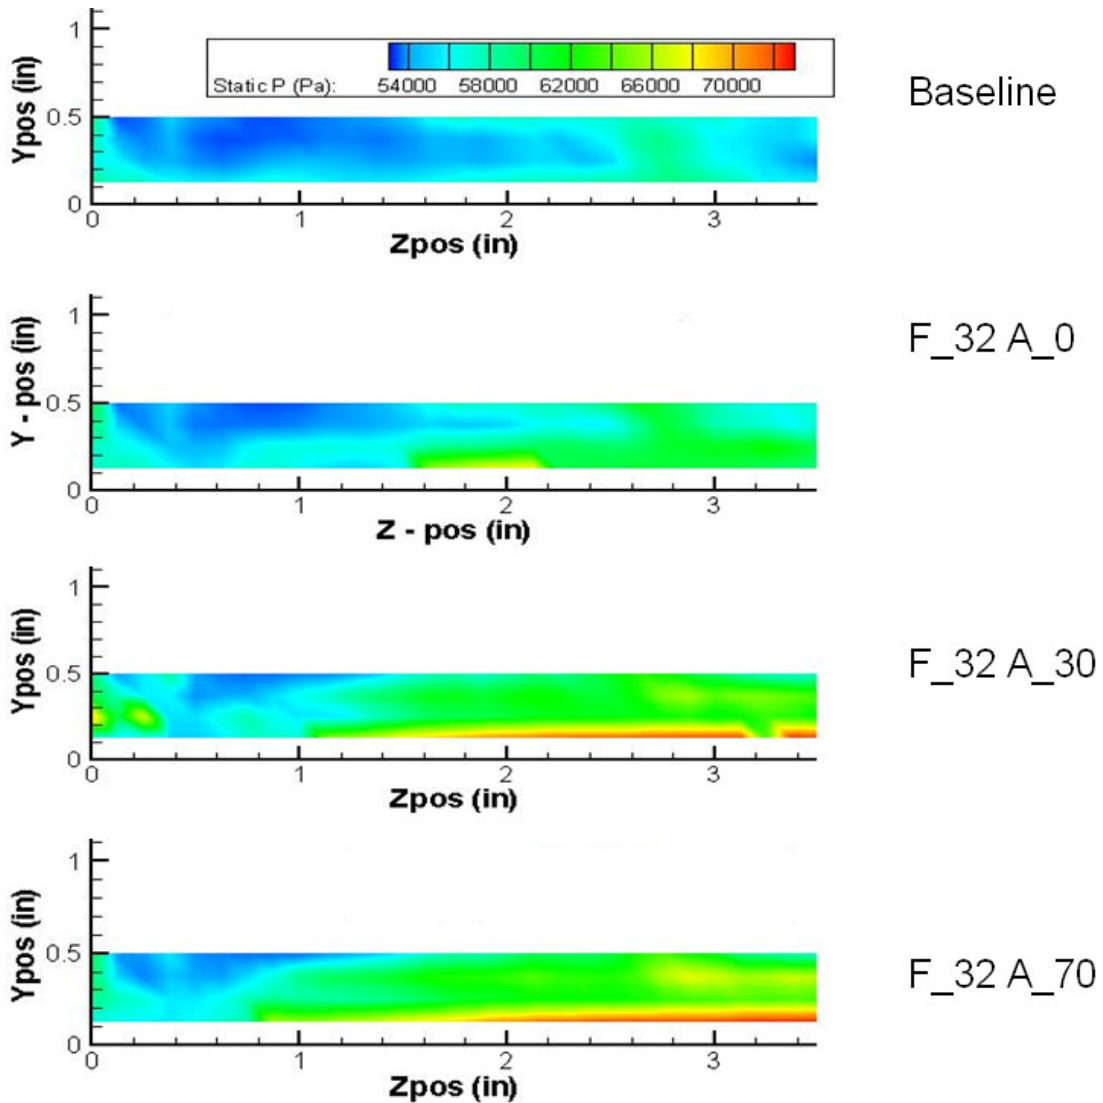 1
Static P (Pa): 54000 58000 62000 66000 70000
Baseline
Ypos (in)
0.5
0
0 1 2 3
Zpos (in)
1
F_32 A_0
Y - pos (in)
0.5
0
0 1 2 3
Z - pos (in)
1
Ypos (in)
F_32 A_30
0.5
0
0 1 2 3
Zpos (in)
1
Ypos (in)
0.5
F_32 A_70
0
0 1 2 3
Zpos (in)